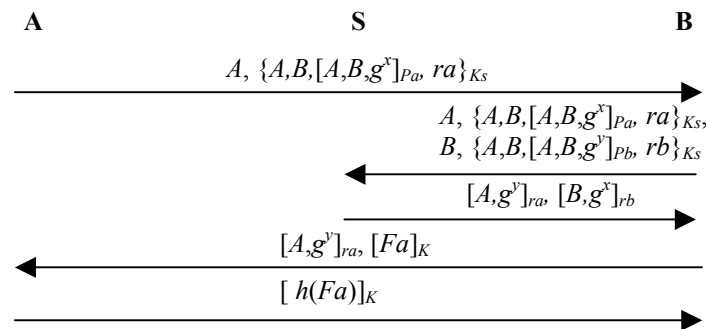 A S B
A, {A,B,[A,B,g^x]_Pa, ra}_Ks
A, {A,B,[A,B,g^x]_Pa, ra}_Ks,
B, {A,B,[A,B,g^y]_Pb, rb}_Ks
[A,g^y]_ra, [B,g^x]_rb
[A,g^y]_ra, [Fa]_K
[ h(Fa)]_K